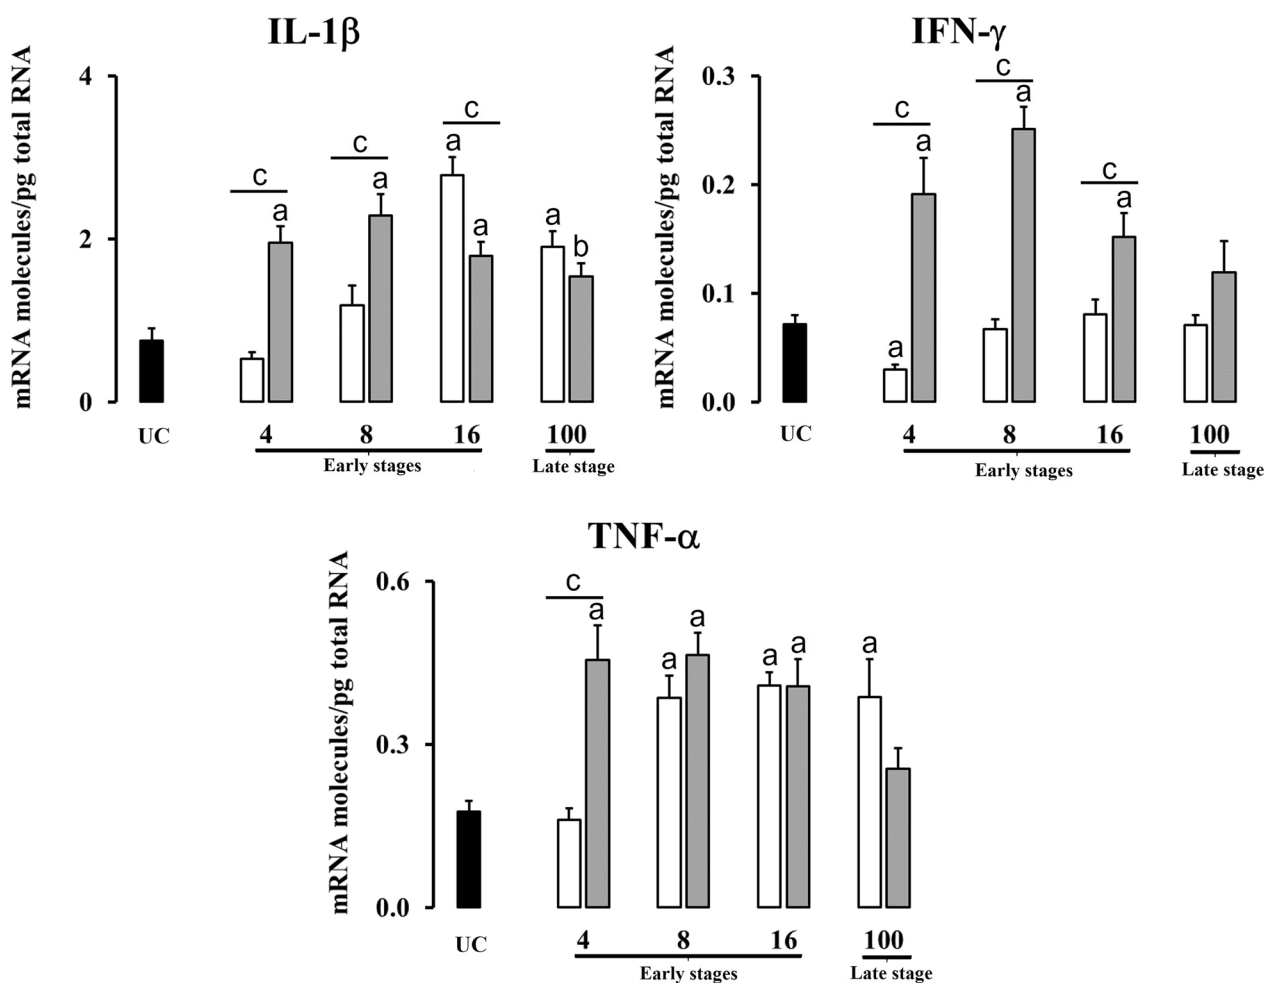 IL-1β
mRNA molecules/pg total RNA
4
2
0
c
a
c
a
c
a
a
a
b
UC
4
8
16
100
Early stages
Late stage
IFN-γ
mRNA molecules/pg total RNA
0.3
0.2
0.1
0.0
c
a
a
c
a
c
a
UC
4
8
16
100
Early stages
Late stage
TNF-α
mRNA molecules/pg total RNA
0.6
0.3
0.0
c
a
a
a
a
a
a
UC
4
8
16
100
Early stages
Late stage